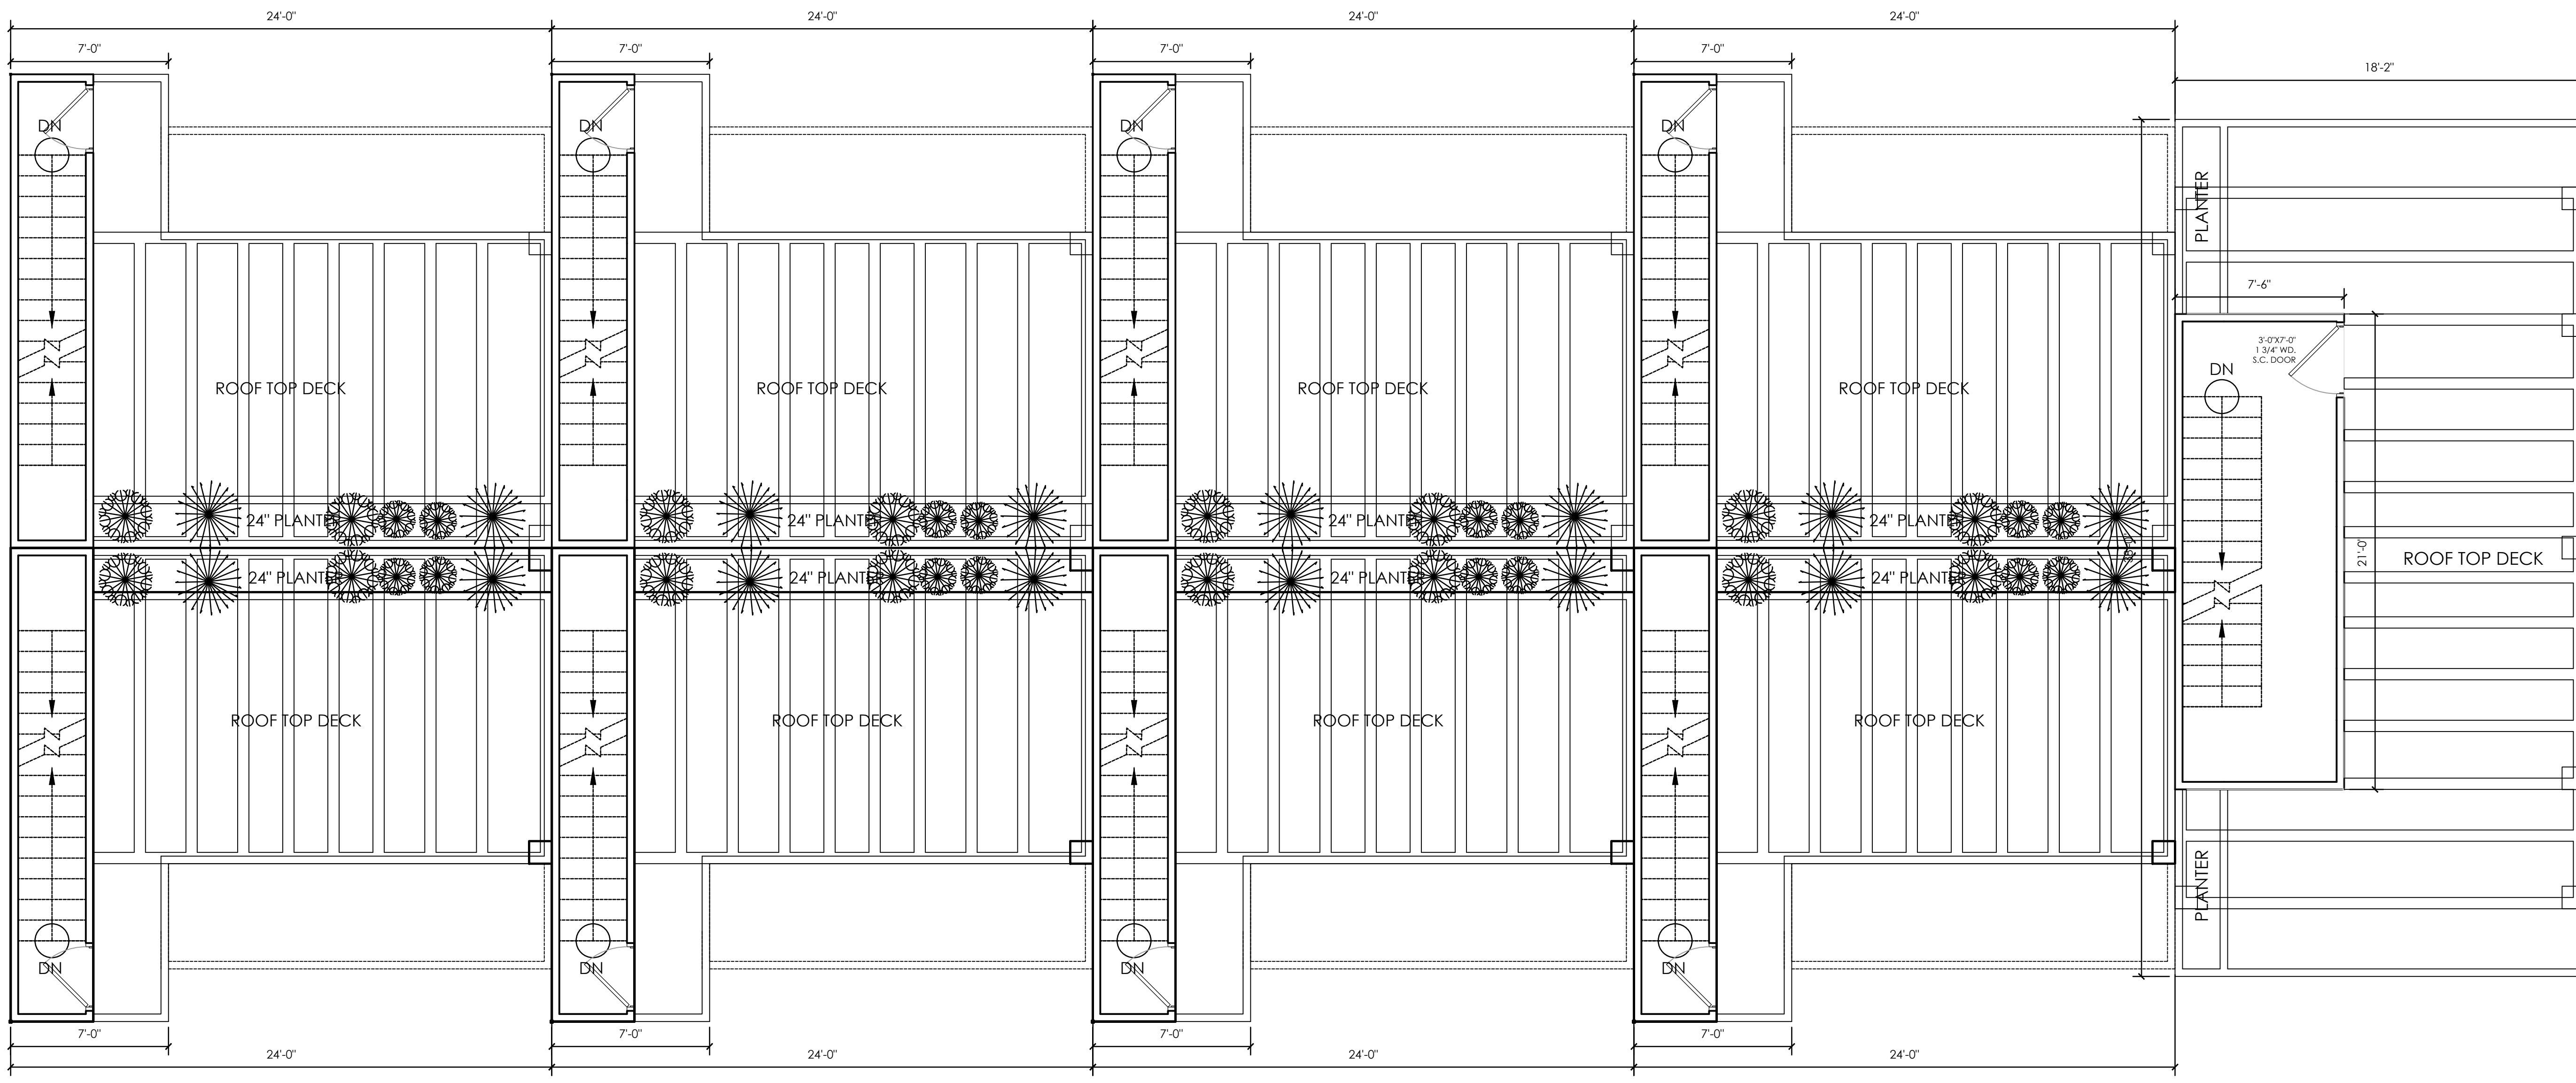 24'-0"
24'-0"
24'-0"
24'-0"
7'-0"
7'-0"
7'-0"
7'-0"
18'-2"
DN
DN
DN
DN
PLANTER
7'-6"
3'-0"X7'-0"
1 3/4" WD.
S.C. DOOR
DN
ROOF TOP DECK
ROOF TOP DECK
ROOF TOP DECK
ROOF TOP DECK
24" PLANTER
24" PLANTER
24" PLANTER
24" PLANTER
21'-0"
ROOF TOP DECK
24" PLANTER
24" PLANTER
24" PLANTER
24" PLANTER
ROOF TOP DECK
ROOF TOP DECK
ROOF TOP DECK
ROOF TOP DECK
PLANTER
DN
DN
DN
DN
7'-0"
7'-0"
7'-0"
7'-0"
24'-0"
24'-0"
24'-0"
24'-0"